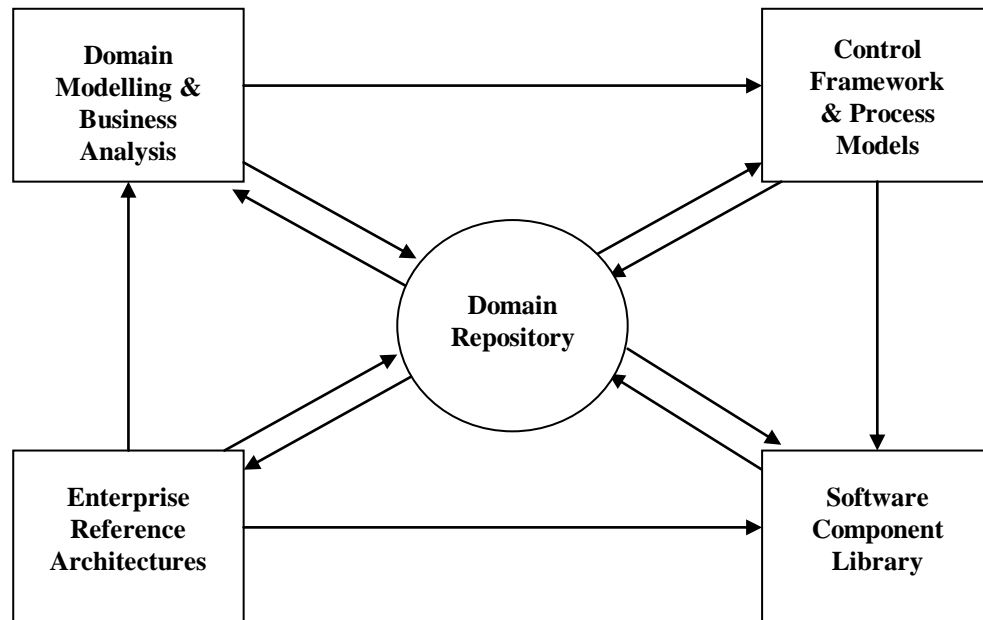 Domain
Modelling &
Business
Analysis
Control
Framework
& Process
Models
Domain
Repository
Enterprise
Reference
Architectures
Software
Component
Library